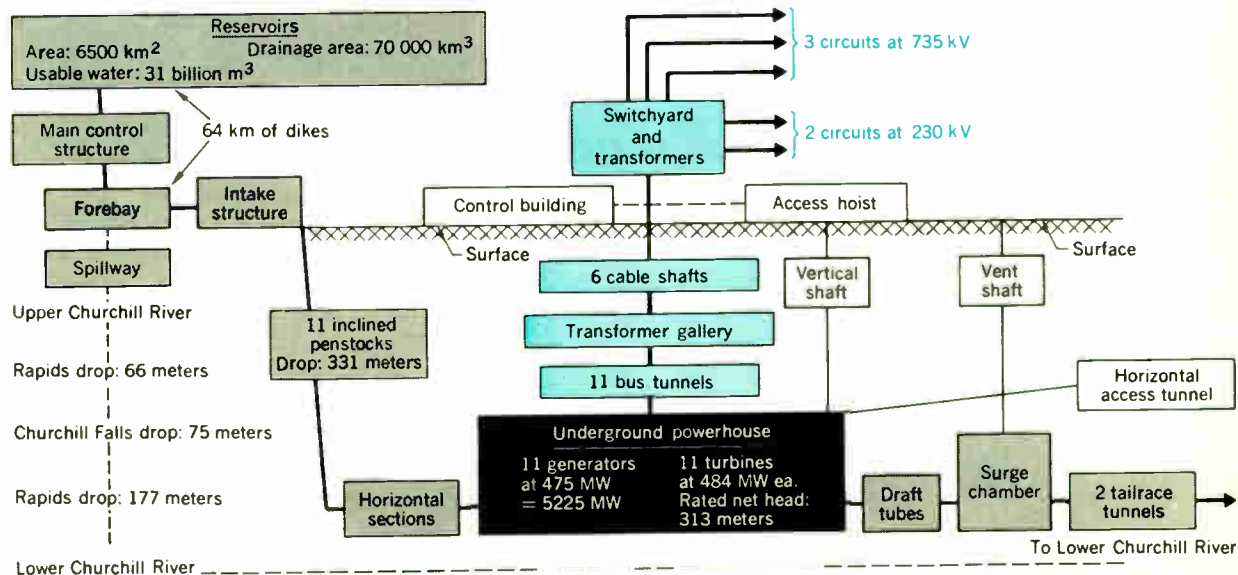 Reservoirs
Area: 6500 km²
Drainage area: 70 000 km³
Usable water: 31 billion m³
3 circuits at 735 kV
64 km of dikes
Main control
structure
Switchyard
and
transformers
2 circuits at 230 kV
Forebay
Intake
structure
Control building
Access hoist
Surface
Surface
Spillway
6 cable shafts
Vertical
shaft
Vent
shaft
Upper Churchill River
11 inclined
penstocks
Drop: 331 meters
Transformer gallery
Rapids drop: 66 meters
11 bus tunnels
Horizontal
access tunnel
Churchill Falls drop: 75 meters
Underground powerhouse
11 generators
at 475 MW
= 5225 MW
11 turbines
at 484 MW ea.
Rated net head:
313 meters
Rapids drop: 177 meters
Horizontal
sections
Draft
tubes
Surge
chamber
2 tailrace
tunnels
To Lower Churchill River
Lower Churchill River